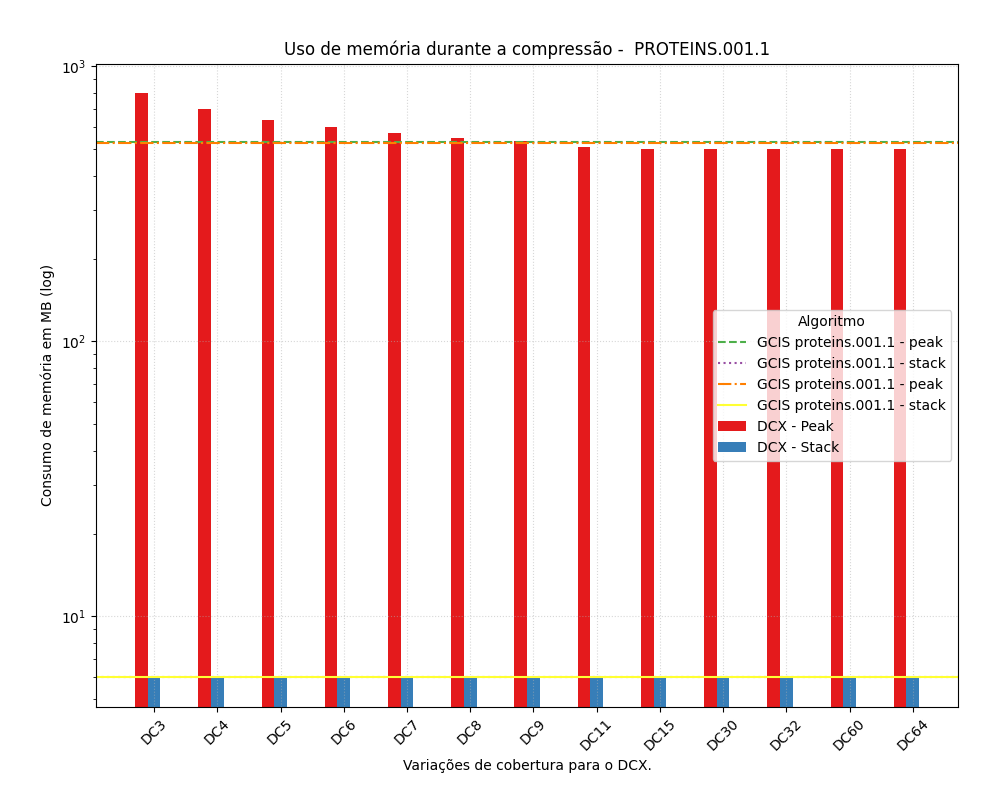 Uso de memória durante a compressão -  PROTEINS.001.1
Consumo de memória em MB (log)
10³
10²
10¹
Algoritmo
GCIS proteins.001.1 - peak
GCIS proteins.001.1 - stack
GCIS proteins.001.1 - peak
GCIS proteins.001.1 - stack
DCX - Peak
DCX - Stack
DC3
DC4
DC5
DC6
DC7
DC8
DC9
DC11
DC15
DC30
DC32
DC60
DC64
Variações de cobertura para o DCX.